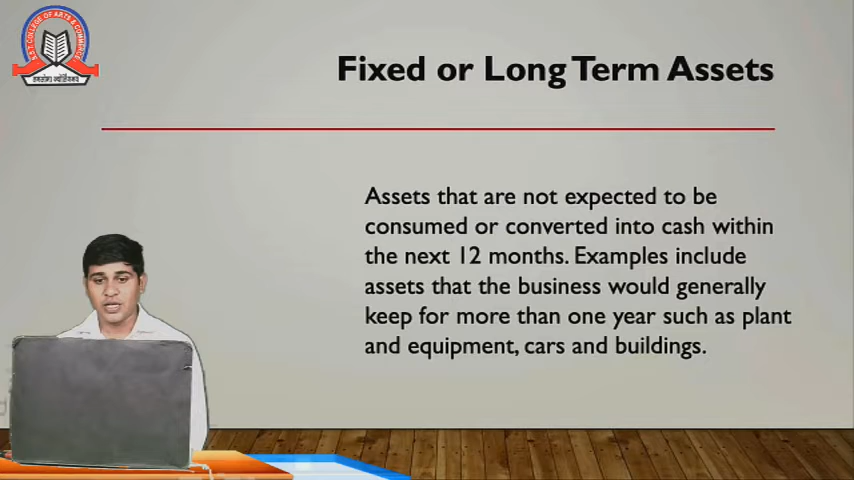 Fixed or Long Term Assets
Assets that are not expected to be
consumed or converted into cash within
the next 12 months. Examples include
assets that the business would generally
keep for more than one year such as plant
and equipment, cars and buildings.